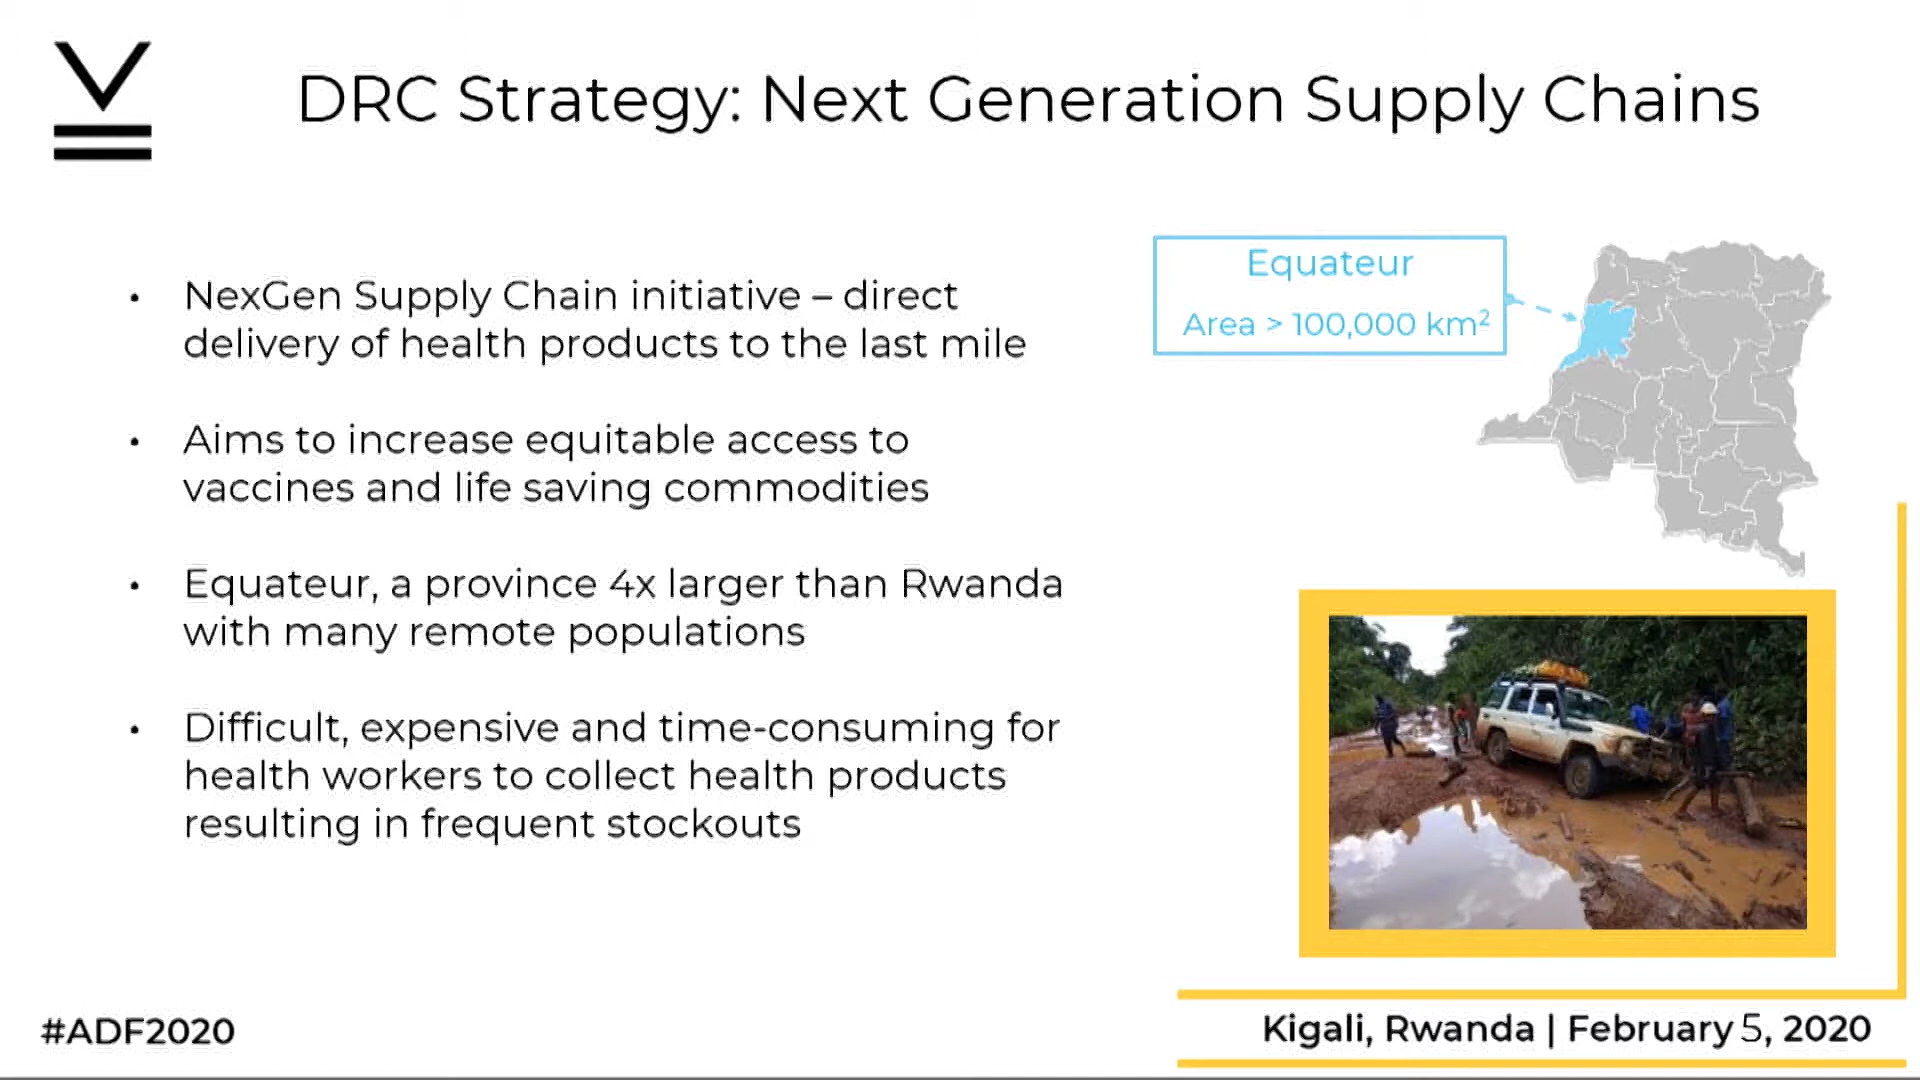 DRC Strategy: Next Generation Supply Chains
• NexGen Supply Chain initiative – direct
delivery of health products to the last mile
• Aims to increase equitable access to
vaccines and life saving commodities
• Equateur, a province 4x larger than Rwanda
with many remote populations
• Difficult, expensive and time-consuming for
health workers to collect health products
resulting in frequent stockouts
Equateur
Area > 100,000 km²
#ADF2020
Kigali, Rwanda | February 5, 2020